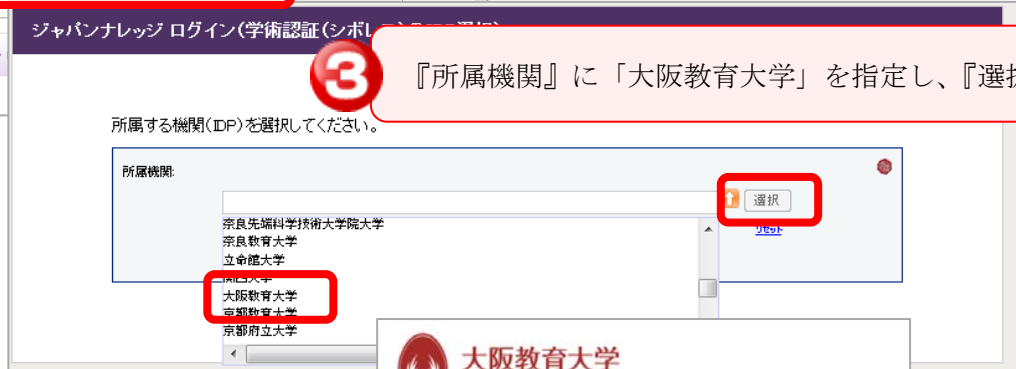 ジャパンナレッジ ログイン(学術認証(シボレ
3
『所属機関』に「大阪教育大学」を指定し、『選
所属する機関(IDP)を選択してください。
所属機関:
選択
リセット
奈良先端科学技術大学院大学
奈良教育大学
立命館大学
関西大学
大阪教育大学
京都教育大学
京都府立大学
大阪教育大学